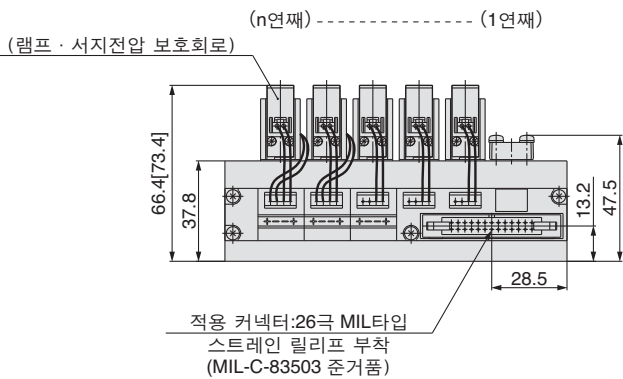 (n연째) - - - - - - - - - - - - - - (1연째)
(램프 · 서지전압 보호회로)
66.4[73.4]
37.8
13.2
47.5
28.5
적용 커넥터:26극 MIL타입
스트레인 릴리프 부착
(MIL-C-83503 준거품)